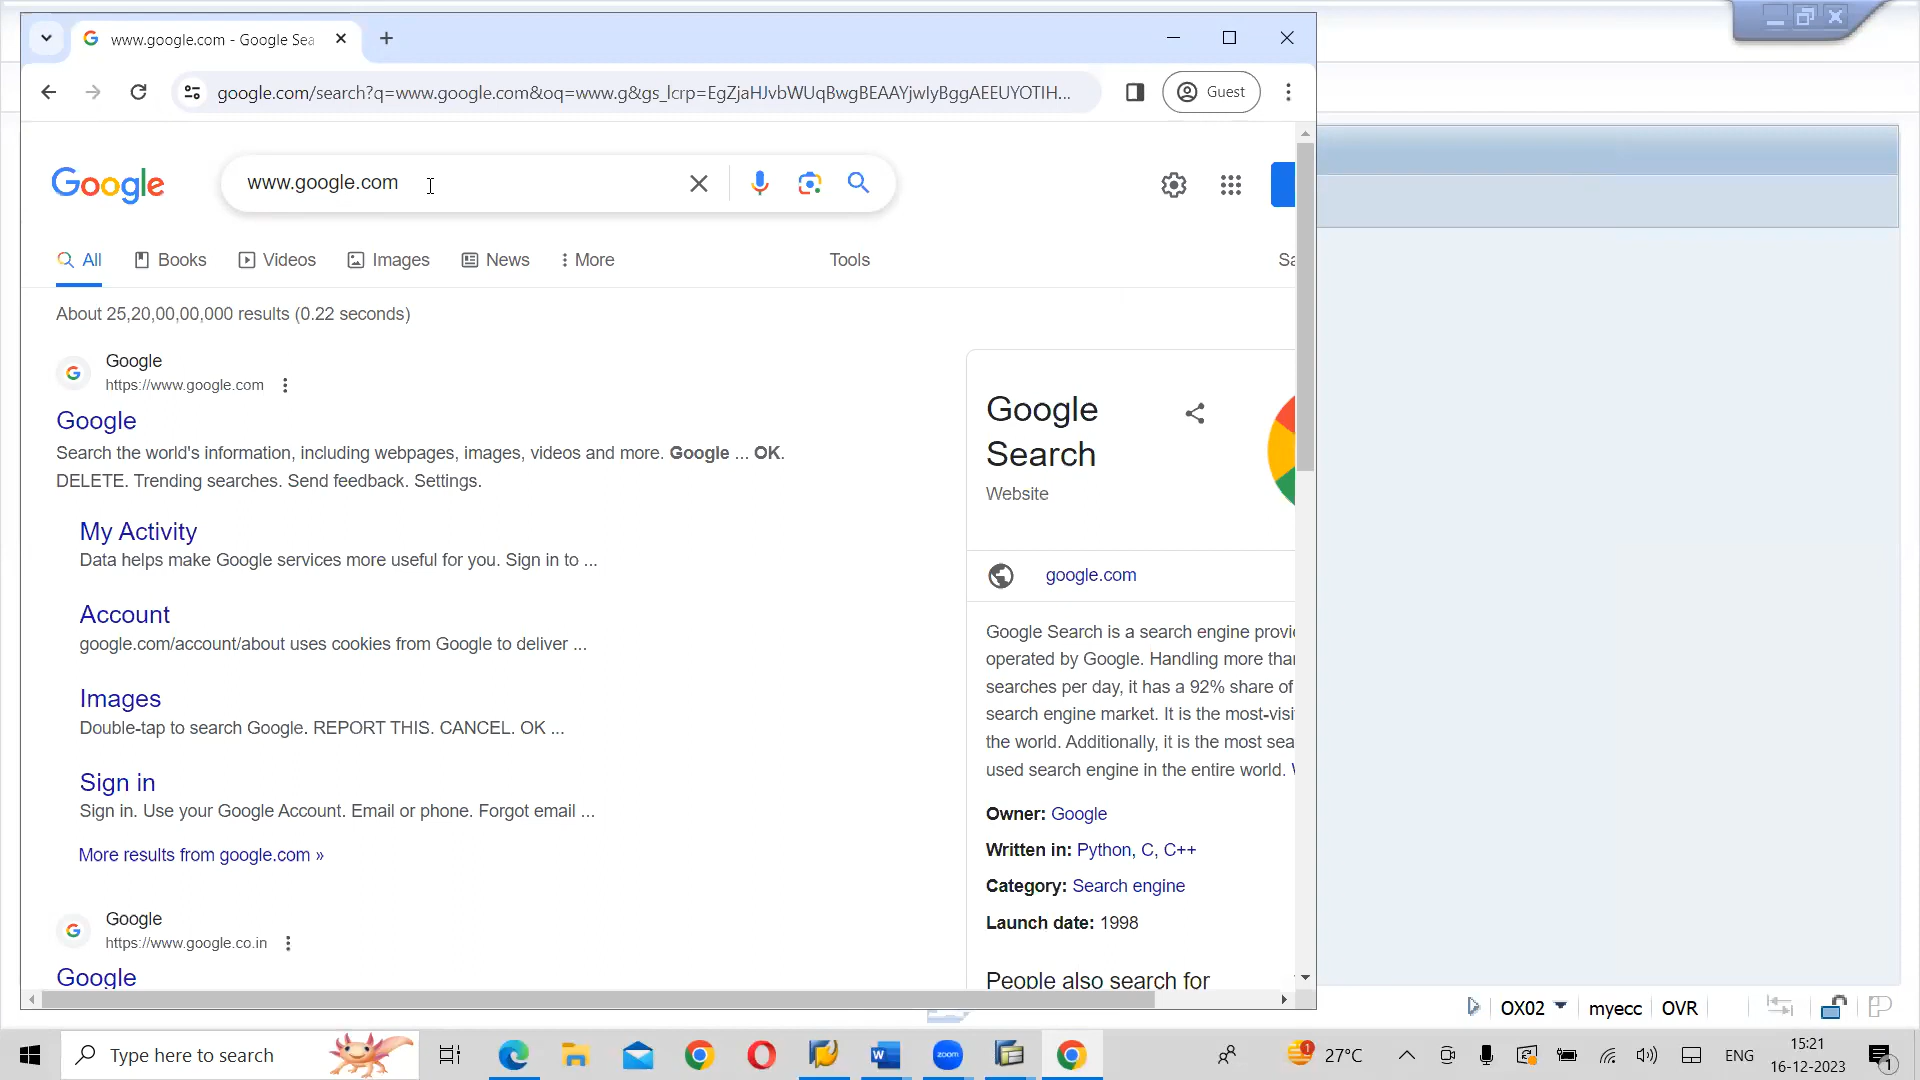 www.google.com - Google Sea
google.com/search?q=www.google.com&oq=www.g&gs_lcrp=EgZjaHJvbWUqBwgBEAAYjwIyBggAEEUYOTIH...
Guest
Google
www.google.com
All
Books
Videos
Images
News
More
Tools
Sa
About 25,20,00,00,000 results (0.22 seconds)
Google
https://www.google.com
Google
Search the world's information, including webpages, images, videos and more. Google ... OK.
DELETE. Trending searches. Send feedback. Settings.
My Activity
Data helps make Google services more useful for you. Sign in to ...
Account
google.com/account/about uses cookies from Google to deliver ...
Images
Double-tap to search Google. REPORT THIS. CANCEL. OK ...
Sign in
Sign in. Use your Google Account. Email or phone. Forgot email ...
More results from google.com »
Google
https://www.google.co.in
Google
Google
Search
Website
google.com
Google Search is a search engine provi
operated by Google. Handling more tha
searches per day, it has a 92% share of
search engine market. It is the most-visi
the world. Additionally, it is the most sea
used search engine in the entire world.
Owner: Google
Written in: Python, C, C++
Category: Search engine
Launch date: 1998
People also search for
OX02
myecc
OVR
Type here to search
W
zoom
1
27°C
ENG
15:21
16-12-2023
1